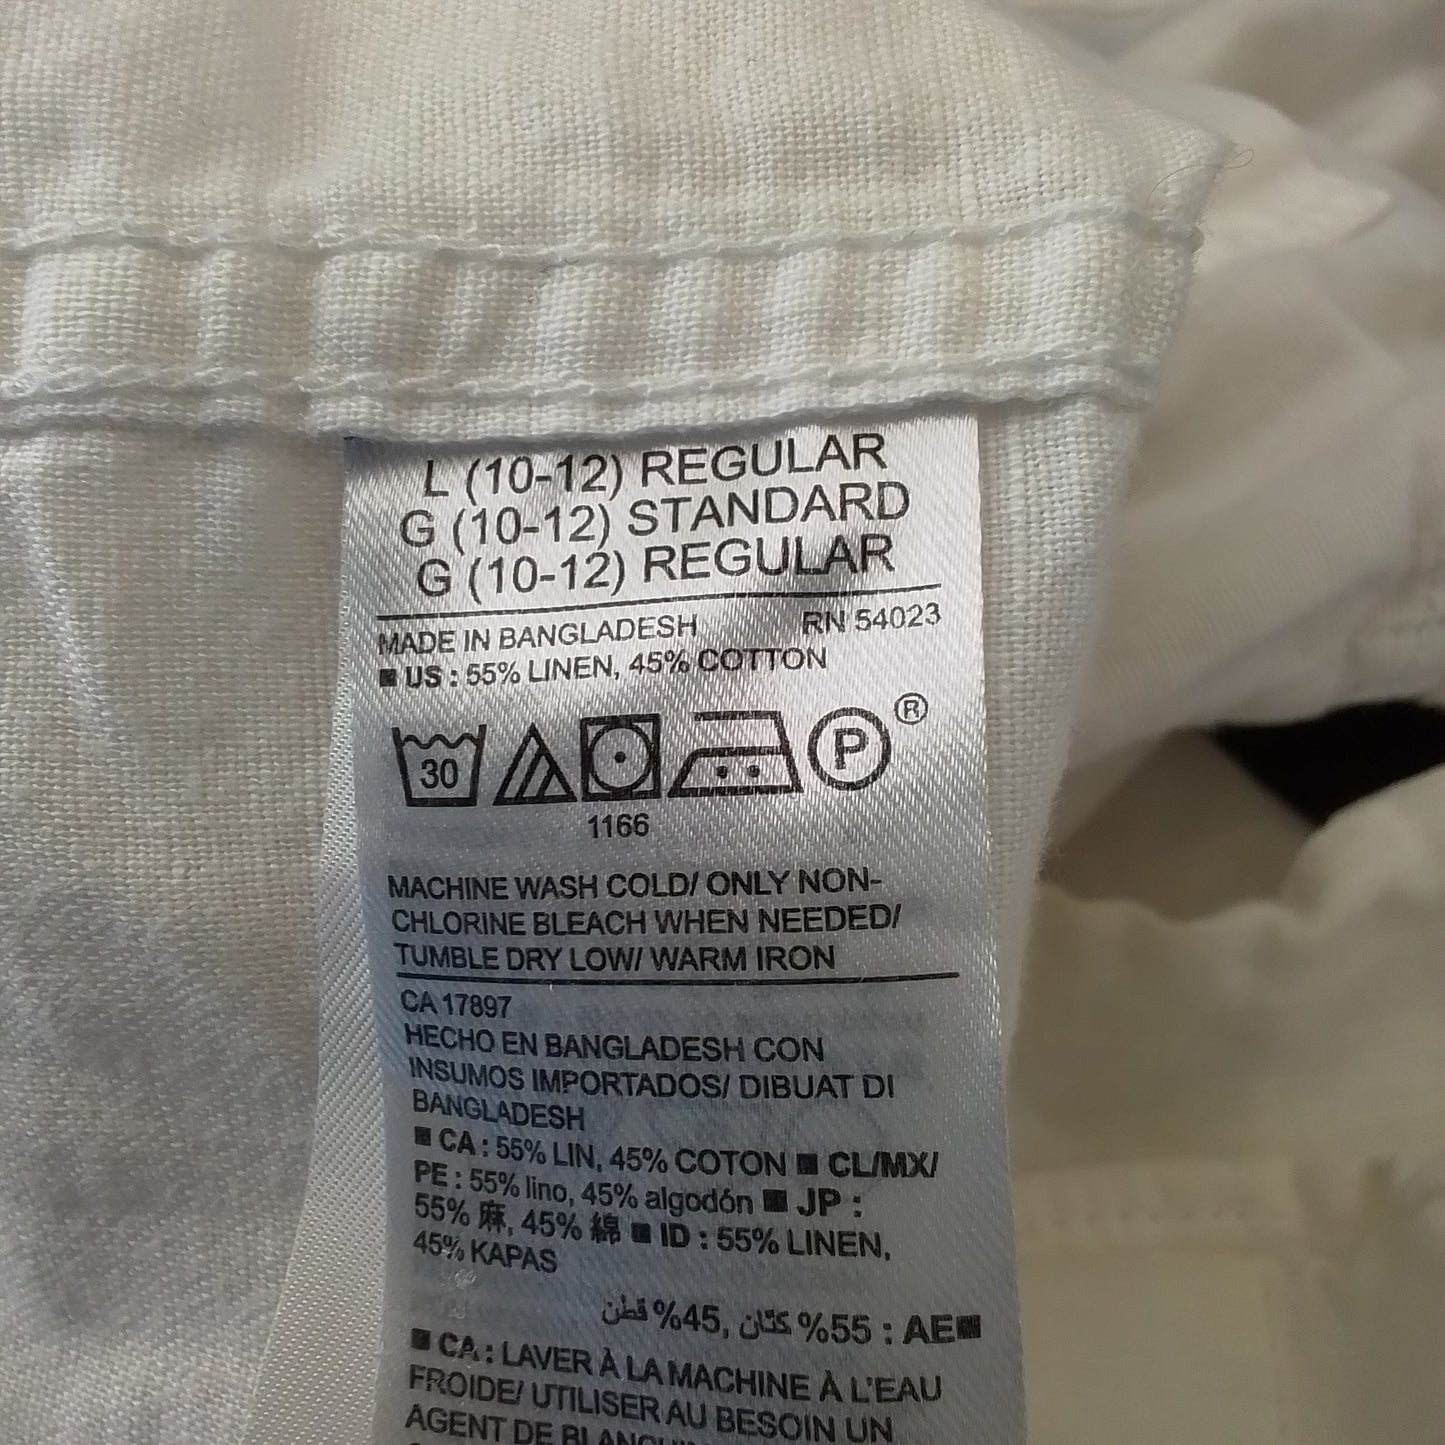 L (10-12) REGULAR
G (10-12) STANDARD
G (10-12) REGULAR
MADE IN BANGLADESH RN 54023
■ US : 55% LINEN, 45% COTTON
30 P ®
1166
MACHINE WASH COLD/ ONLY NON-
CHLORINE BLEACH WHEN NEEDED/
TUMBLE DRY LOW/ WARM IRON
CA 17897
HECHO EN BANGLADESH CON
INSUMOS IMPORTADOS/ DIBUAT DI
BANGLADESH
■ CA : 55% LIN, 45% COTON ■ CL/MX/
PE : 55% lino, 45% algodón ■ JP :
55% 麻, 45% 綿 ■ ID : 55% LINEN,
45% KAPAS
■AE : 55% كتّان, 45% قطن
■ CA : LAVER À LA MACHINE À L'EAU
FROIDE/ UTILISER AU BESOIN UN
AGENT DE